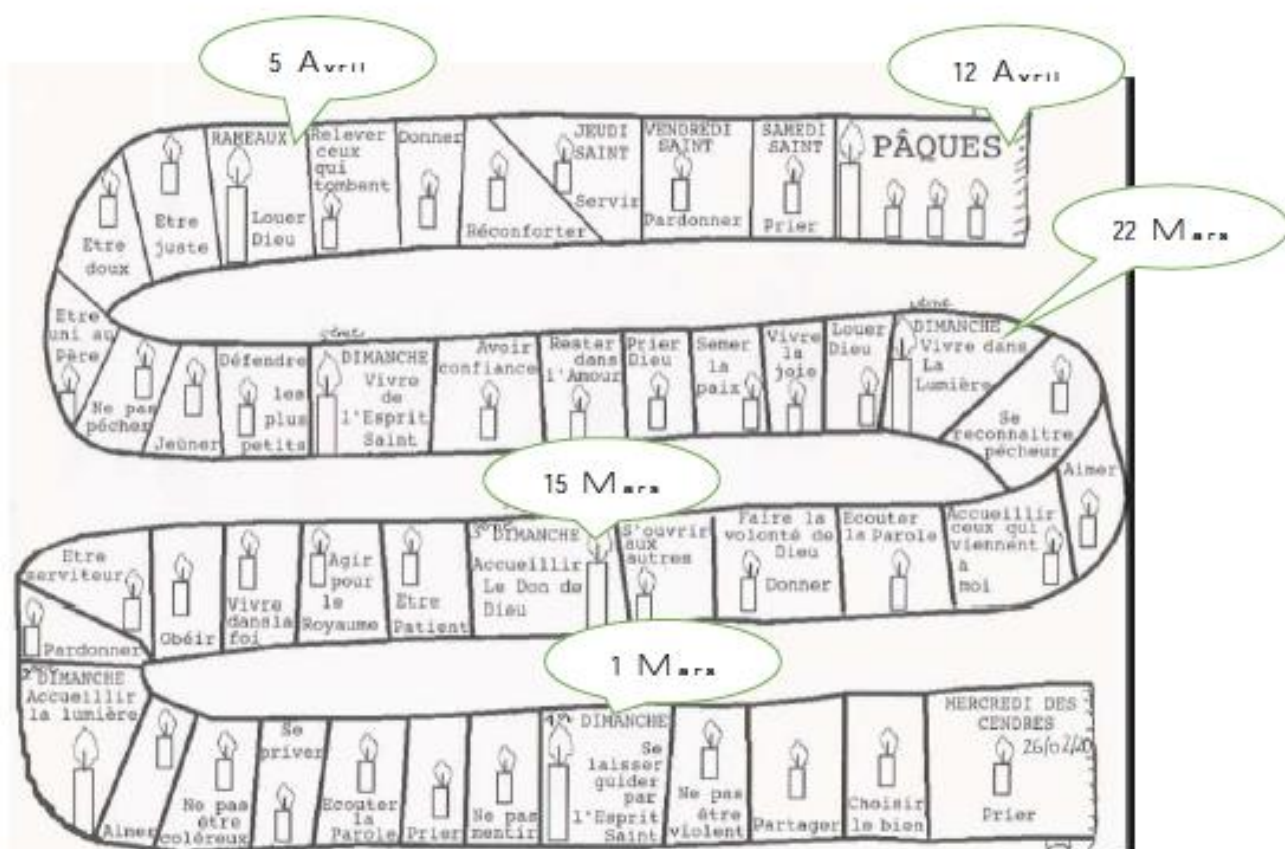 5 Avril
12 Avril
RAMEAUX
Louer
Dieu
Relever
ceux
qui
tombent
Donner
Réconforter
JEUDI
SAINT
Servir
VENDREDI
SAINT
Pardonner
SAMEDI
SAINT
Prier
PÂQUES
22 Mars
Etre
juste
Etre
doux
Etre
uni au
Père
Ne pas
pécher
Jeûner
Défendre
les
plus
petits
DIMANCHE
Vivre
de
l'Esprit
Saint
Avoir
confiance
Rester
dans
l'Amour
Prier
Dieu
Semer
la
paix
Vivre
la
joie
Louer
Dieu
DIMANCHE
Vivre dans
La
Lumière
Se
reconnaitre
pécheur
Aimer
15 Mars
Etre
serviteur
Pardonner
Obéir
Vivre
dansla
foi
Agir
pour
le
Royaume
Etre
Patient
3ème DIMANCHE
Accueillir
Le Don de
Dieu
S'ouvrir
aux
autres
Faire la
volonté de
Dieu
Donner
Ecouter
la Parole
Accueillir
ceux qui
viennent
à
moi
1 Mars
2ème
DIMANCHE
Accueillir
la lumière
Aimer
Ne pas
être
coléreux
Se
priver
Ecouter
la
Parole
Prier
Ne pas
mentir
1er DIMANCHE
Se
laisser
guider
par
l'Esprit
Saint
Ne pas
être
violent
Partager
Choisir
le bien
MERCREDI DES
CENDRES
26/02/20
Prier